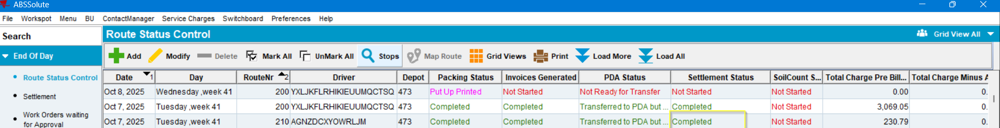 ABSSolute
File Workspot Menu BU ContactManager Service Charges Switchboard Preferences Help
Search
Route Status Control
Grid View All
End Of Day
Add Modify Delete Mark All UnMark All Stops Map Route Grid Views Print Load More Load All
Route Status Control
Settlement
Work Orders waiting
for Approval
Date 1 Day RouteNr 2 Driver Depot Packing Status Invoices Generated PDA Status Settlement Status SoilCount S... Total Charge Pre Bill... Total Charge Minus A
Oct 8, 2025 Wednesday ,week 41 200 YXLJKFLRHIKIEUUMQCTSQ 473 Put Up Printed Not Started Not Ready for Transfer Not Started Not Started 0.00 0.
Oct 7, 2025 Tuesday ,week 41 200 YXLJKFLRHIKIEUUMQCTSQ 473 Completed Completed Transferred to PDA but ... Completed Not Started 3,069.05 0.
Oct 7, 2025 Tuesday ,week 41 210 AGNZDCXYOWRLJM 473 Completed Completed Transferred to PDA but ... Completed Not Started 230.79 0.